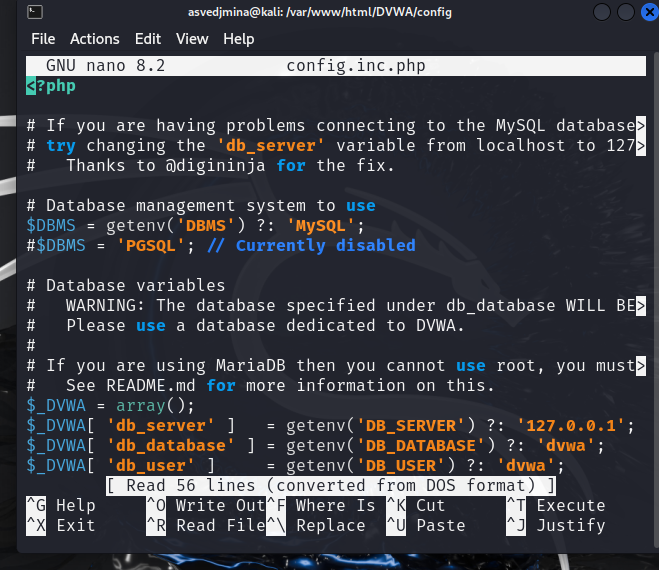 asvedjmina@kali: /var/www/html/DVWA/config
File Actions Edit View Help
GNU nano 8.2 config.inc.php
<?php
# If you are having problems connecting to the MySQL database>
# try changing the 'db_server' variable from localhost to 127>
#   Thanks to @digininja for the fix.
# Database management system to use
$DBMS = getenv('DBMS') ?: 'MySQL';
#$DBMS = 'PGSQL'; // Currently disabled
# Database variables
#   WARNING: The database specified under db_database WILL BE>
#   Please use a database dedicated to DVWA.
#
# If you are using MariaDB then you cannot use root, you must>
#   See README.md for more information on this.
$_DVWA = array();
$_DVWA[ 'db_server' ]   = getenv('DB_SERVER') ?: '127.0.0.1';
$_DVWA[ 'db_database' ] = getenv('DB_DATABASE') ?: 'dvwa';
$_DVWA[ 'db_user' ]     = getenv('DB_USER') ?: 'dvwa';
[ Read 56 lines (converted from DOS format) ]
^G Help ^O Write Out ^F Where Is ^K Cut ^T Execute
^X Exit ^R Read File ^\ Replace ^U Paste ^J Justify